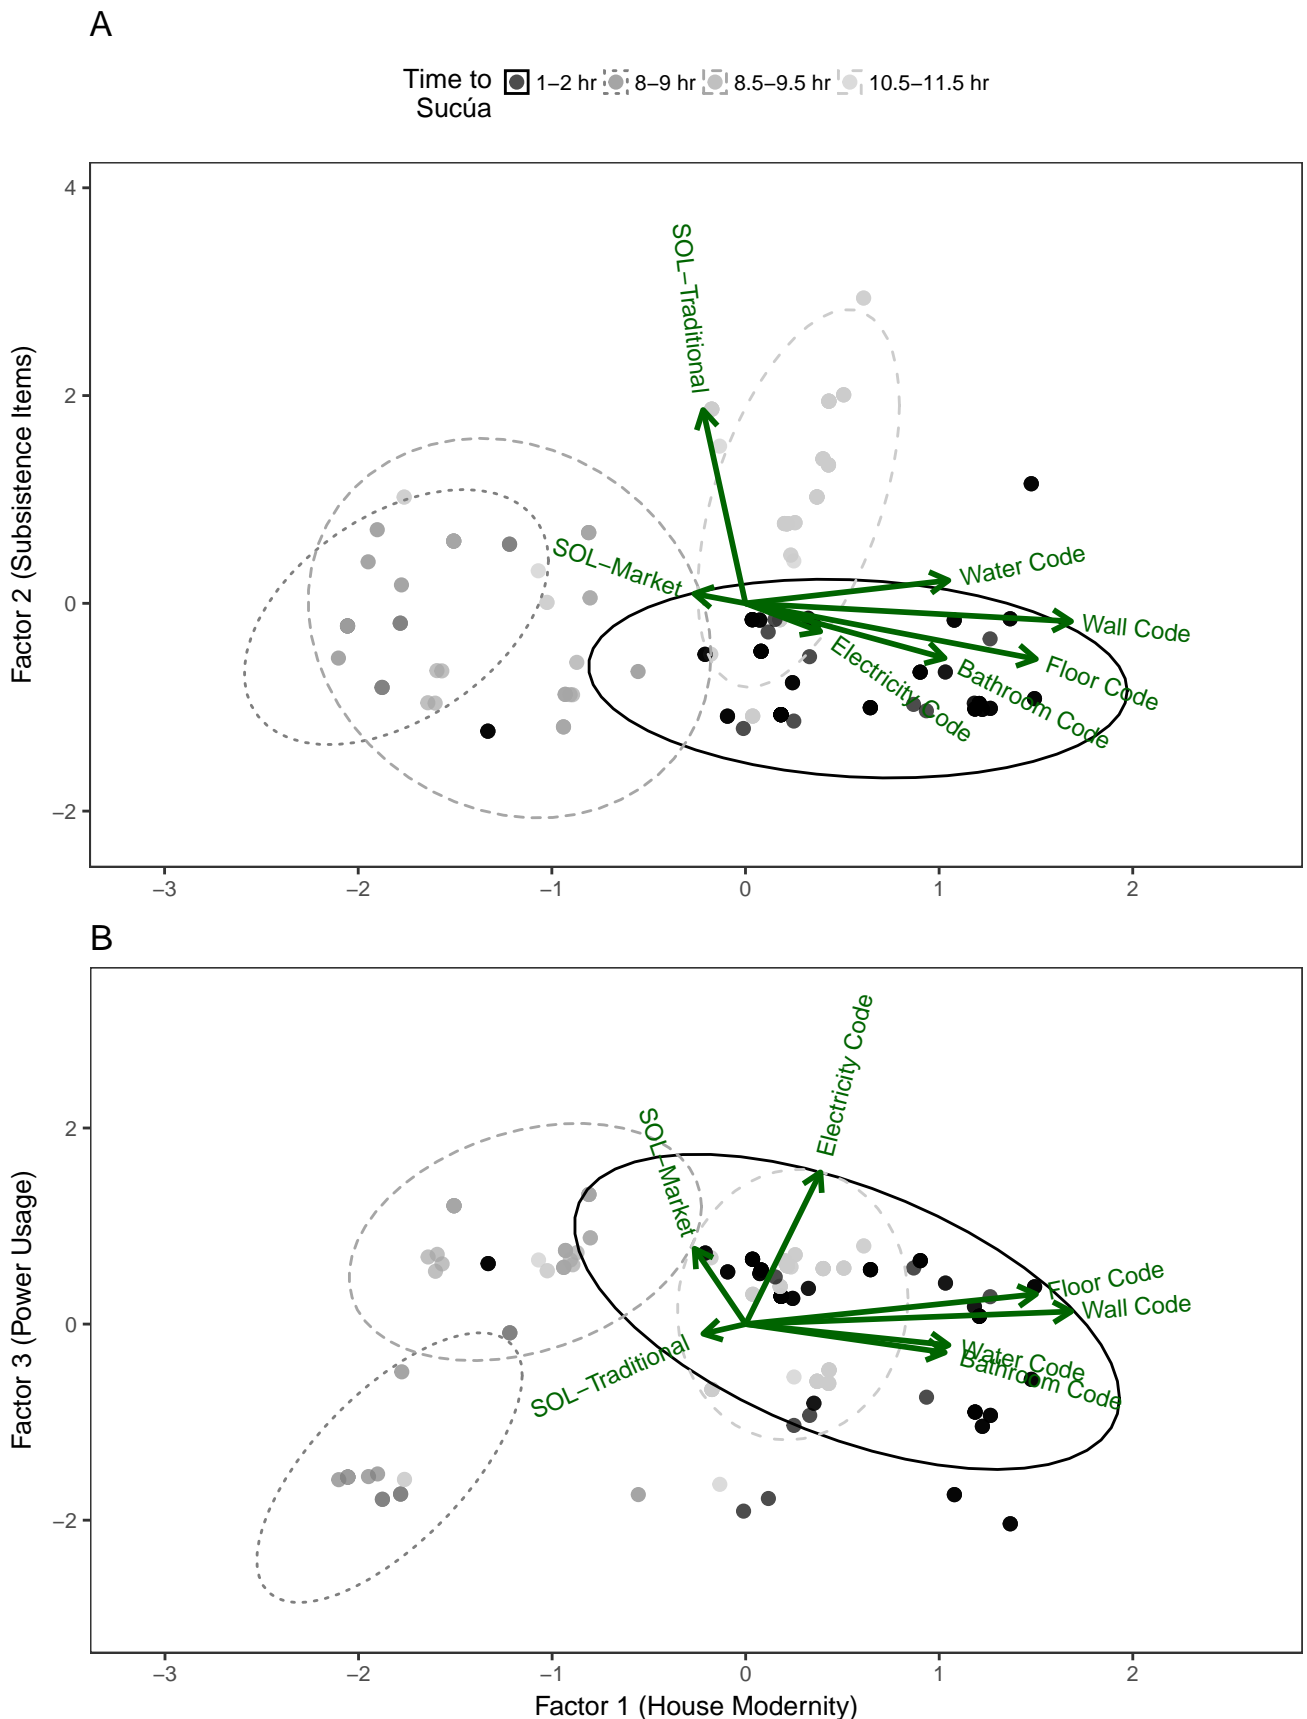 A
Time to
Sucúa
1–2 hr
8–9 hr
8.5–9.5 hr
10.5–11.5 hr
Factor 2 (Subsistence Items)
4
2
0
−2
SOL−Traditional
SOL−Market
Water Code
Wall Code
Floor Code
Bathroom Code
Electricity Code
−3
−2
−1
0
1
2
B
Factor 3 (Power Usage)
2
0
−2
Electricity Code
SOL−Market
Floor Code
Wall Code
Water Code
Bathroom Code
SOL−Traditional
−3
−2
−1
0
1
2
Factor 1 (House Modernity)